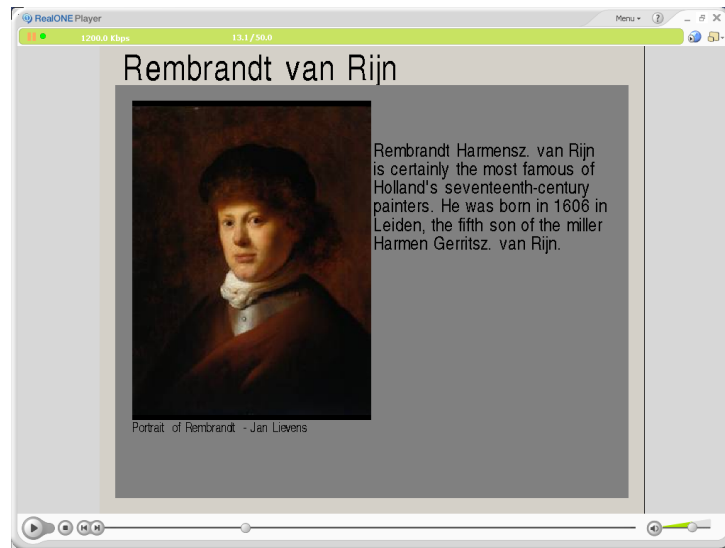 RealONE Player
Menu
?
1200.0 Kbps 13.1/50.0
Rembrandt van Rijn
Rembrandt Harmensz. van Rijn
is certainly the most famous of
Holland's seventeenth-century
painters. He was born in 1606 in
Leiden, the fifth son of the miller
Harmen Gerritsz. van Rijn.
Portrait of Rembrandt - Jan Lievens